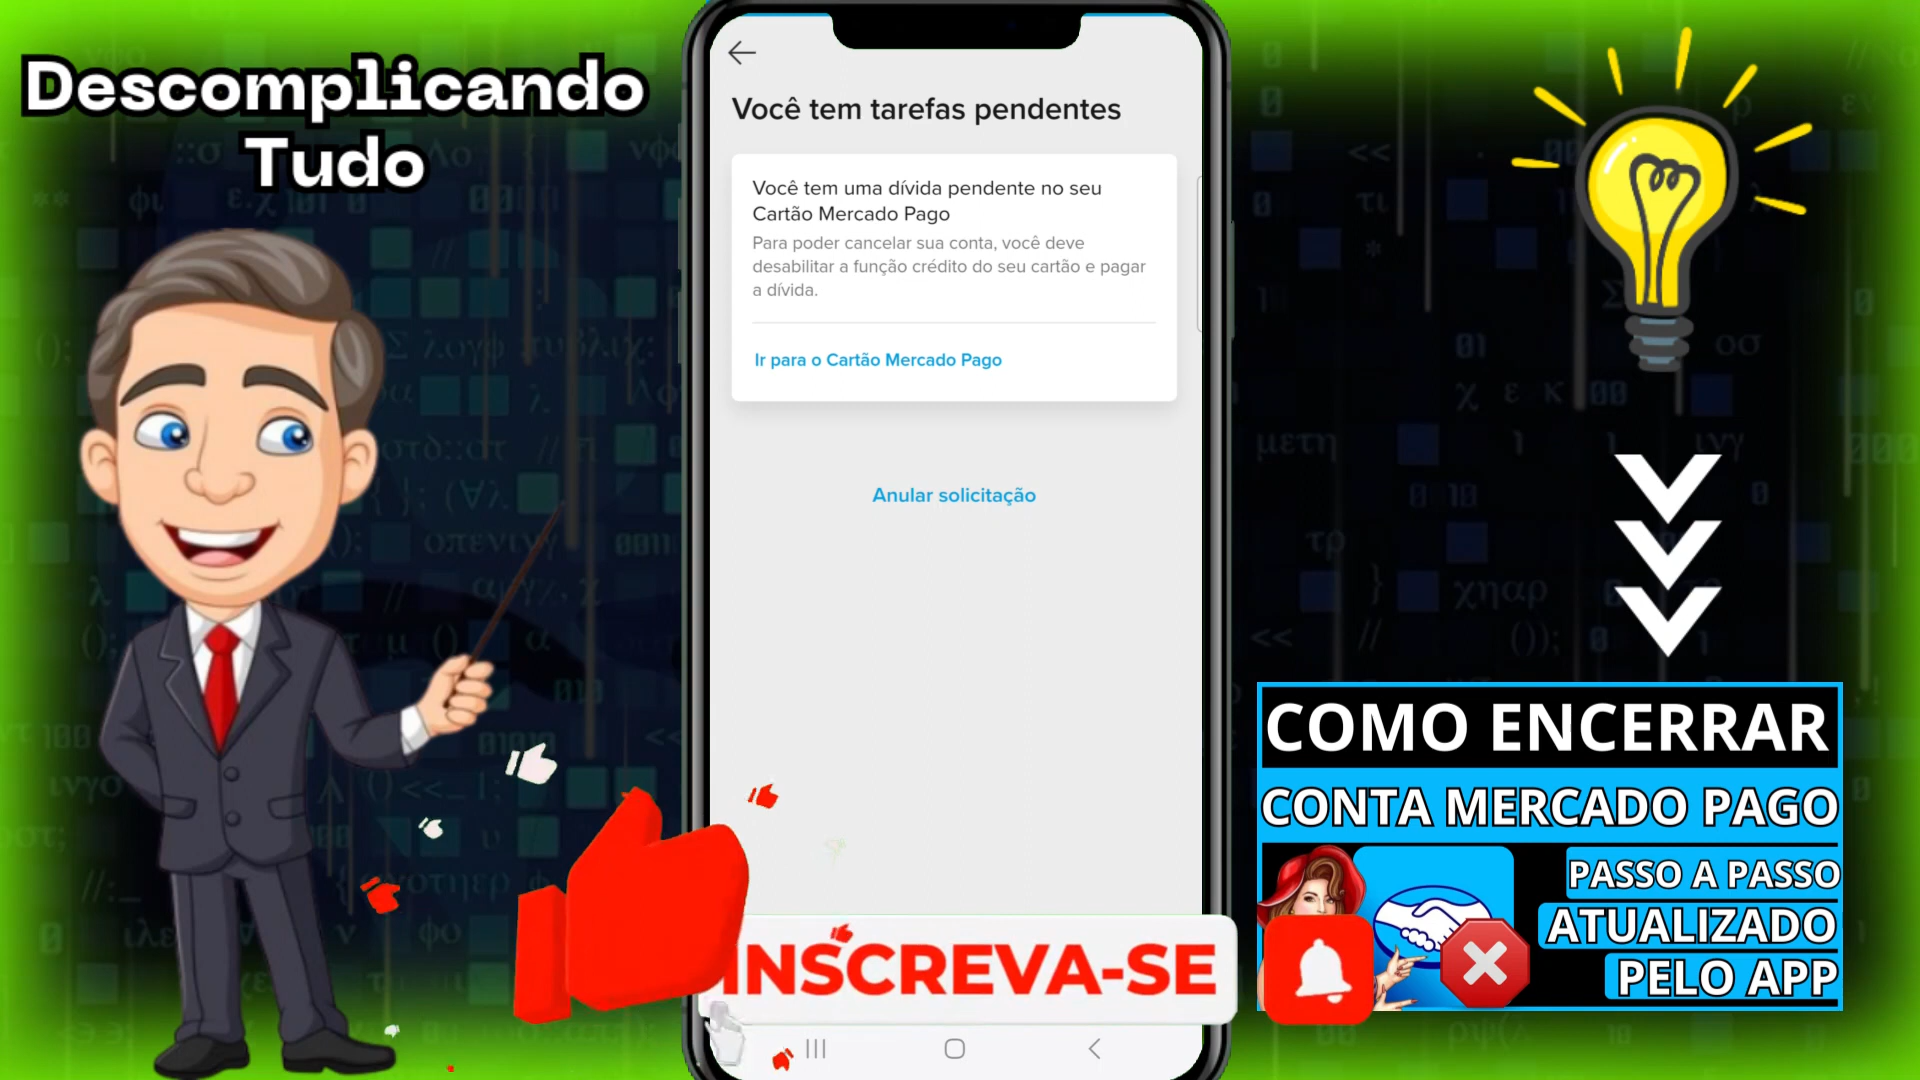 Descomplicando
Tudo
Você tem tarefas pendentes
Você tem uma dívida pendente no seu
Cartão Mercado Pago
Para poder cancelar sua conta, você deve
desabilitar a função crédito do seu cartão e pagar
a dívida.
Ir para o Cartão Mercado Pago
Anular solicitação
INSCREVA-SE
COMO ENCERRAR
CONTA MERCADO PAGO
PASSO A PASSO
ATUALIZADO
PELO APP